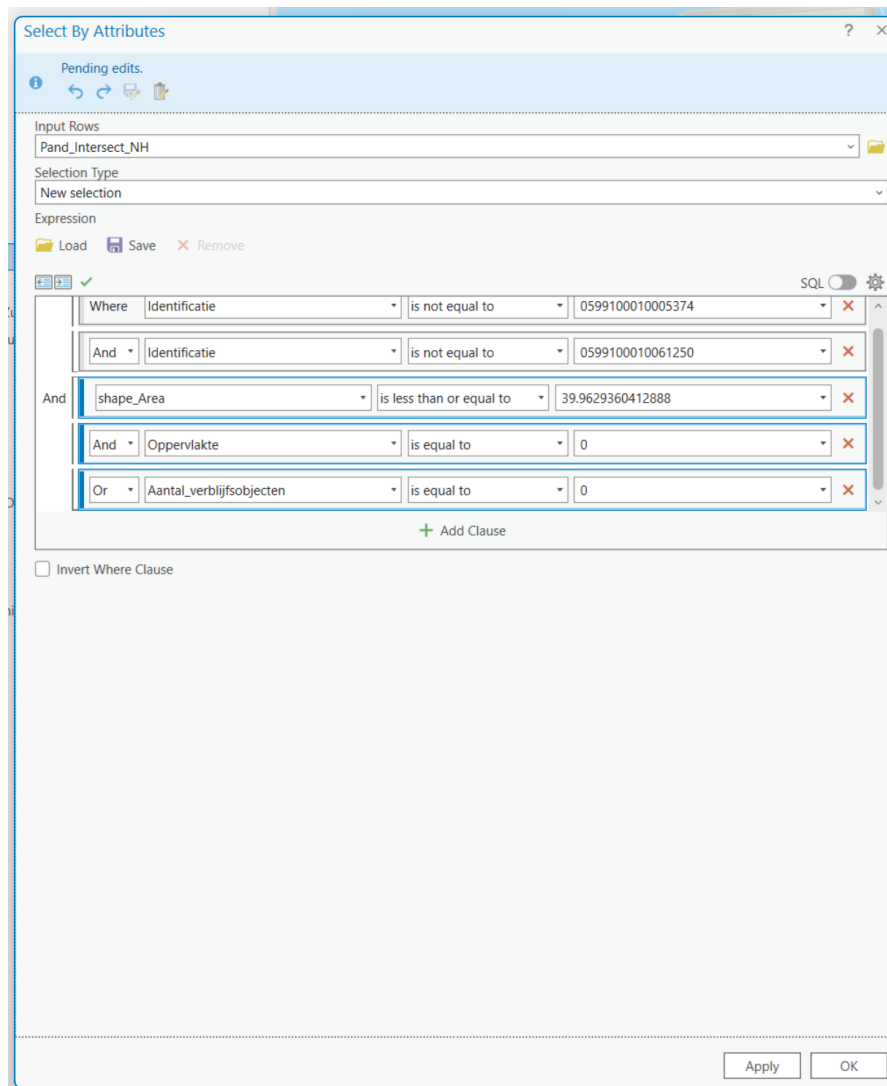 Select By Attributes ?
Pending edits.
Input Rows
Pand_Intersect_NH
Selection Type
New selection
Expression
Load Save Remove
SQL
Where Identificatie is not equal to 0599100010005374
And Identificatie is not equal to 0599100010061250
And shape_Area is less than or equal to 39.9629360412888
And Oppervlakte is equal to 0
Or Aantal_verblijfsobjecten is equal to 0
+ Add Clause
Invert Where Clause
Apply OK